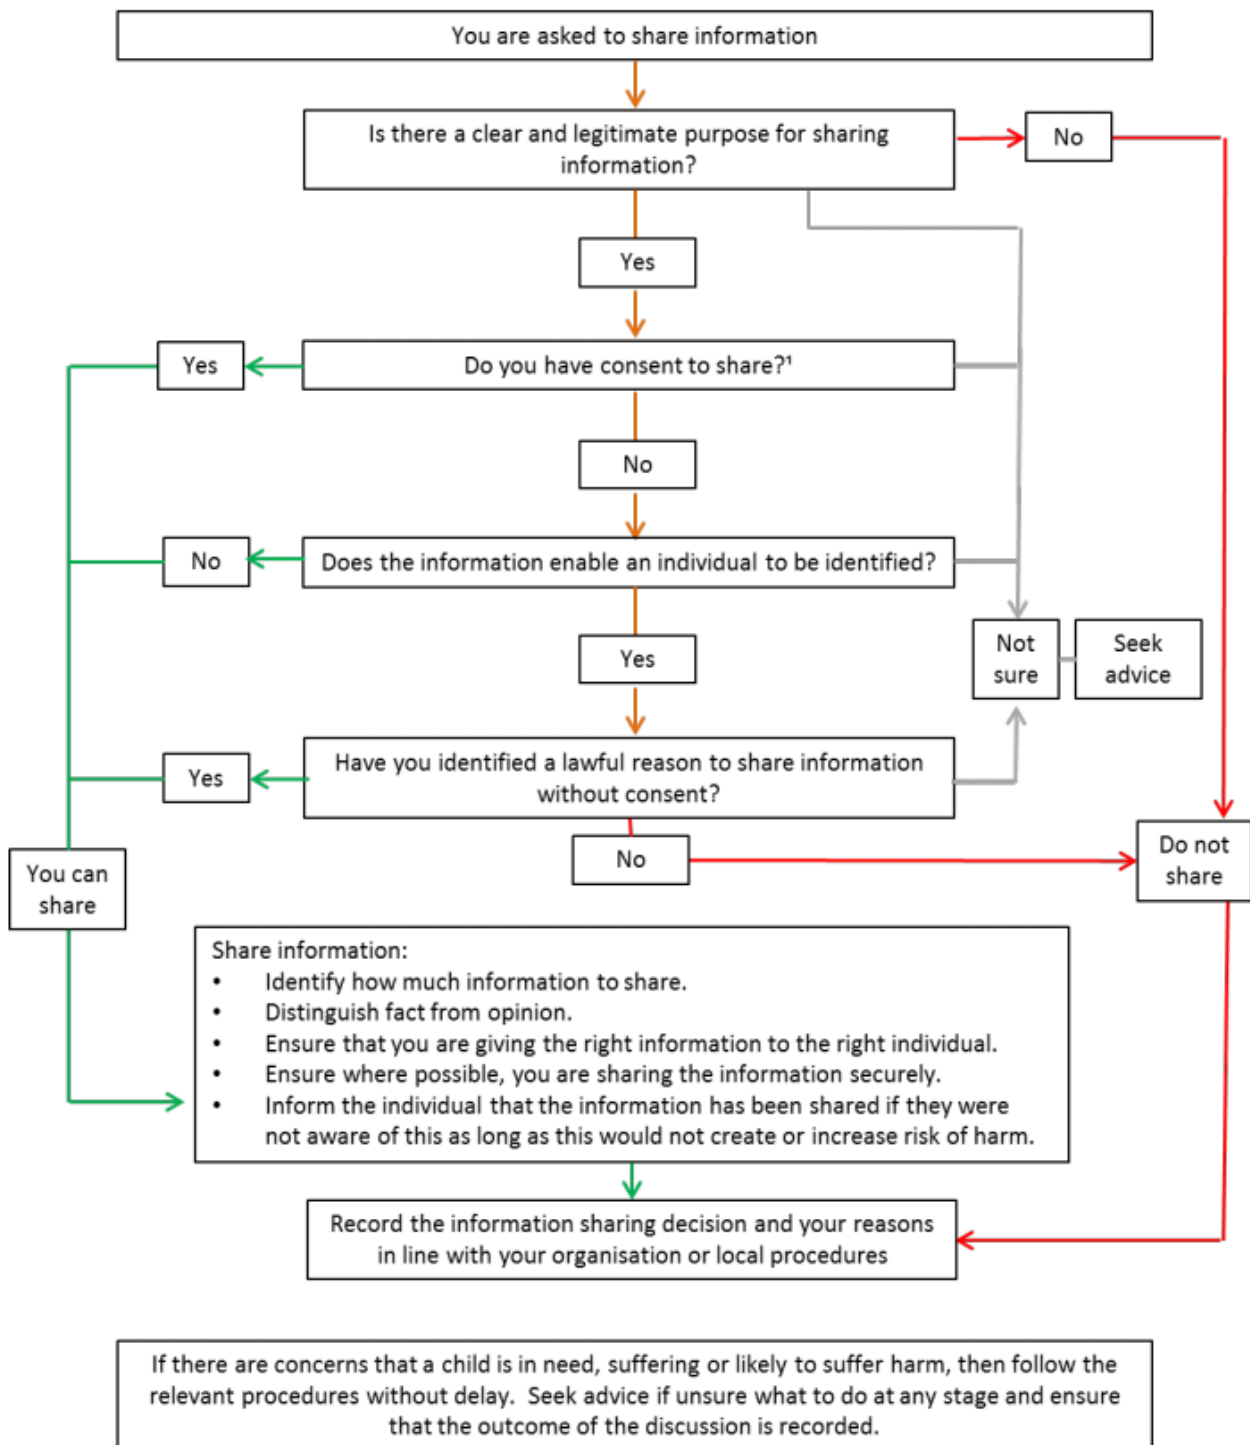 You are asked to share information
Is there a clear and legitimate purpose for sharing
information?
No
Yes
Yes
Do you have consent to share?¹
No
No
Does the information enable an individual to be identified?
Yes
Not
sure
Seek
advice
Yes
Have you identified a lawful reason to share information
without consent?
No
Do not
share
You can
share
Share information:
• Identify how much information to share.
• Distinguish fact from opinion.
• Ensure that you are giving the right information to the right individual.
• Ensure where possible, you are sharing the information securely.
• Inform the individual that the information has been shared if they were
not aware of this as long as this would not create or increase risk of harm.
Record the information sharing decision and your reasons
in line with your organisation or local procedures
If there are concerns that a child is in need, suffering or likely to suffer harm, then follow the
relevant procedures without delay.  Seek advice if unsure what to do at any stage and ensure
that the outcome of the discussion is recorded.